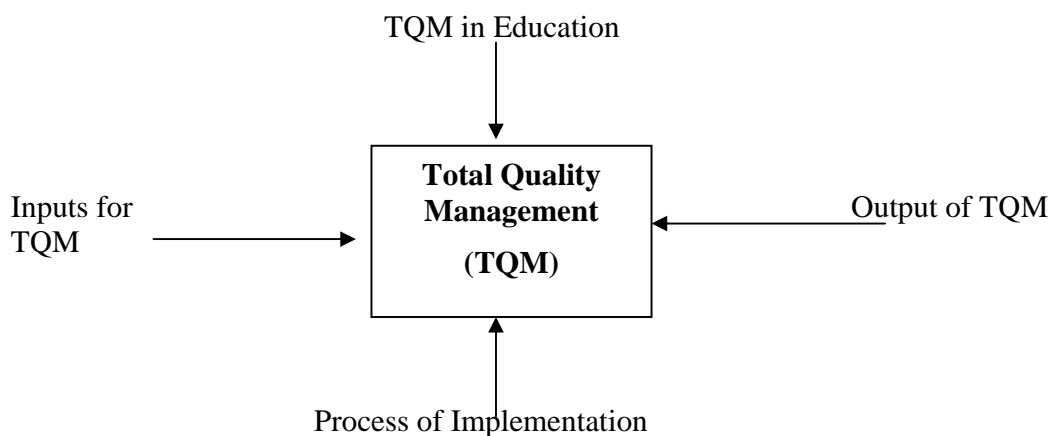 TQM in Education
Total Quality
Management
(TQM)
Inputs for
TQM
Output of TQM
Process of Implementation